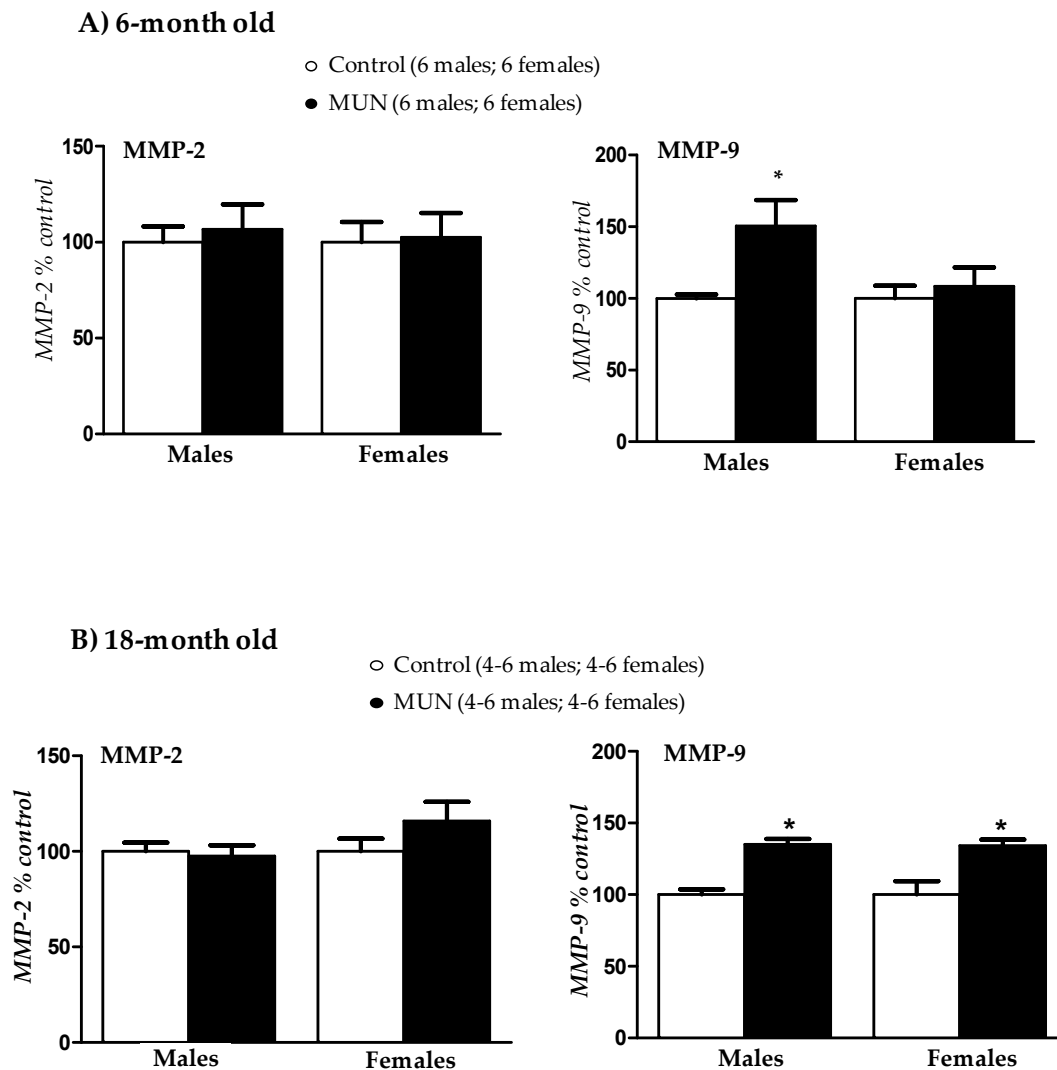 A) 6-month old
○ Control (6 males; 6 females)
● MUN (6 males; 6 females)
MMP-2
150
100
50
0
MMP-2 % control
Males Females
MMP-9
200
150
100
50
0
MMP-9 % control
*
Males Females
B) 18-month old
○ Control (4-6 males; 4-6 females)
● MUN (4-6 males; 4-6 females)
MMP-2
150
100
50
0
MMP-2 % control
Males Females
MMP-9
200
150
100
50
0
MMP-9 % control
* *
Males Females